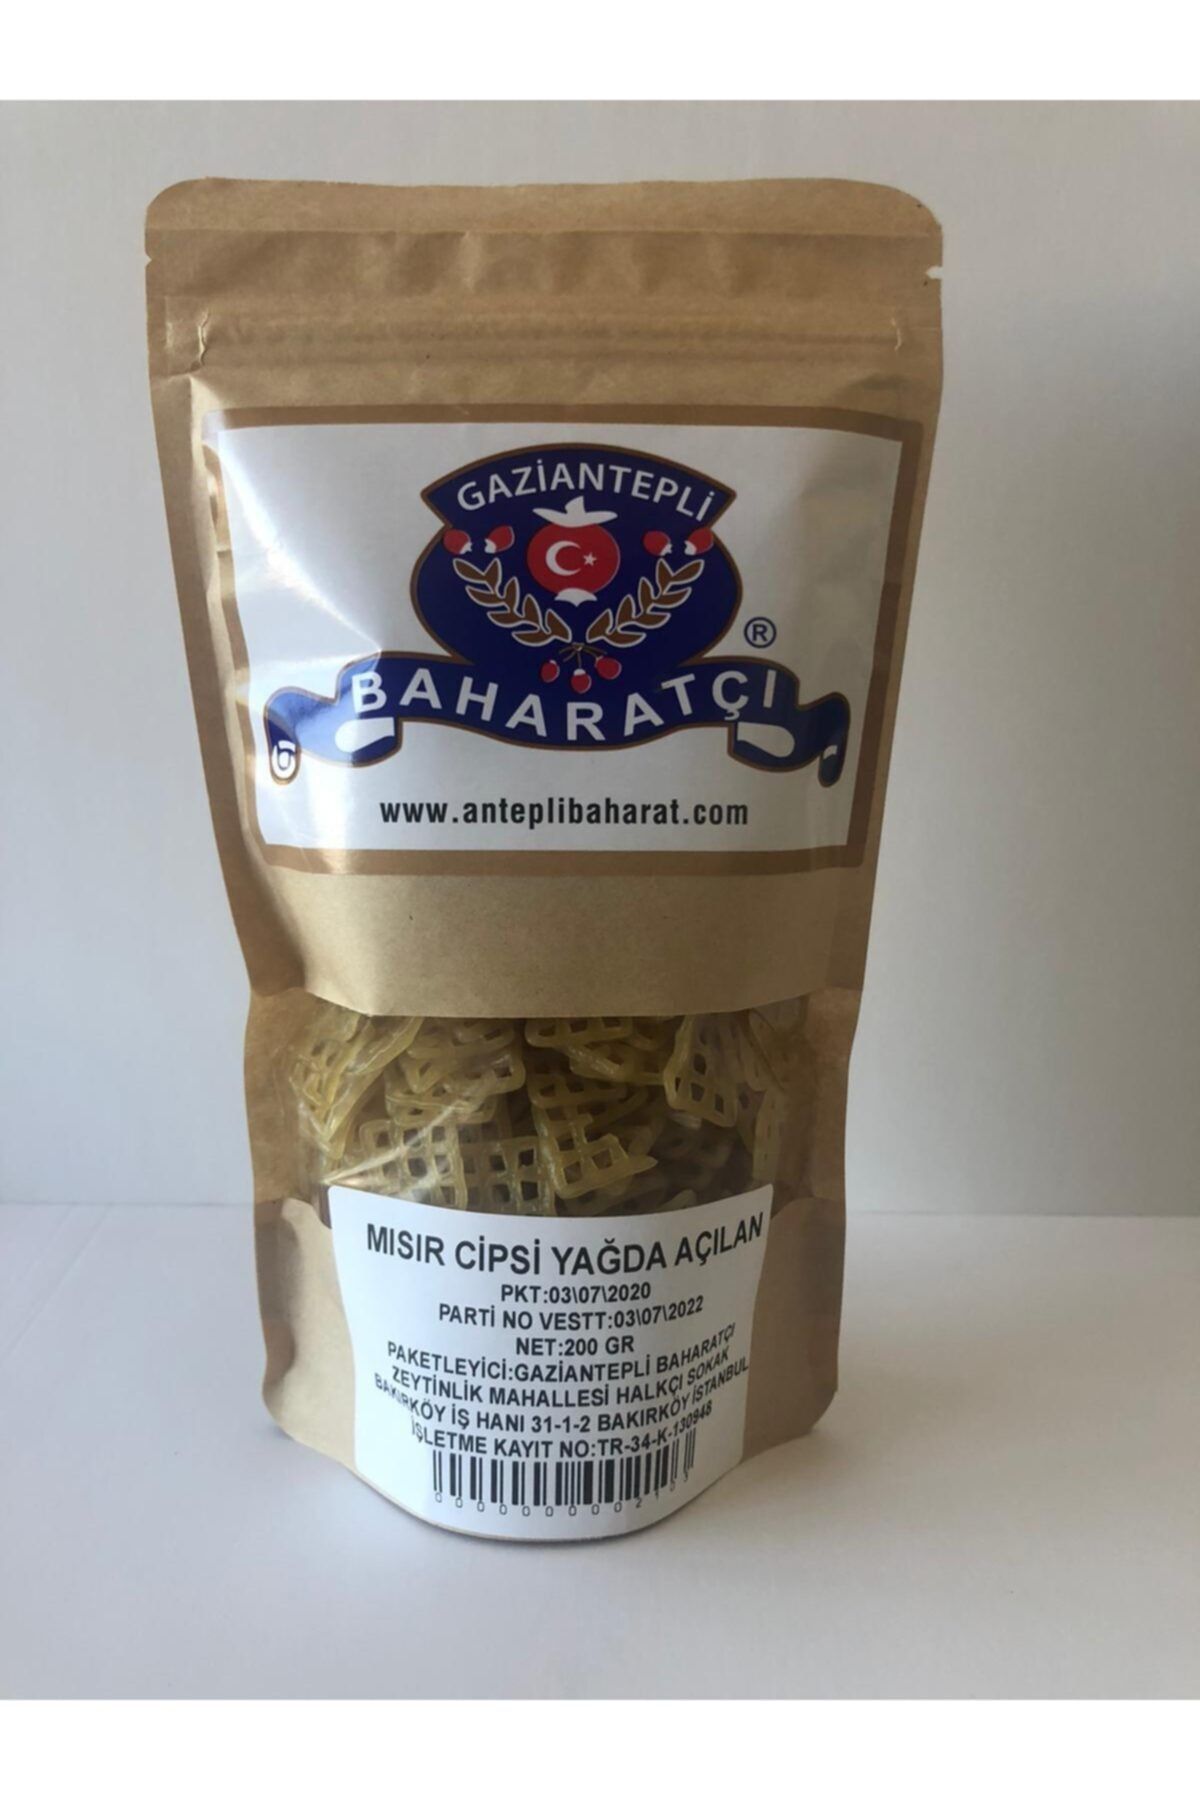 GAZİANTEPLİ
®
BAHARATÇI
www.anteplibaharat.com
MISIR CİPSİ YAĞDA AÇILAN
PKT:03\07\2020
PARTİ NO VESTT:03\07\2022
NET:200 GR
PAKETLEYİCİ:GAZİANTEPLİ BAHARATÇI
ZEYTİNLİK MAHALLESİ HALKÇI SOKAK
BAKIRKÖY İŞ HANI 31-1-2 BAKIRKÖY İSTANBUL
İŞLETME KAYIT NO:TR-34-K-130948